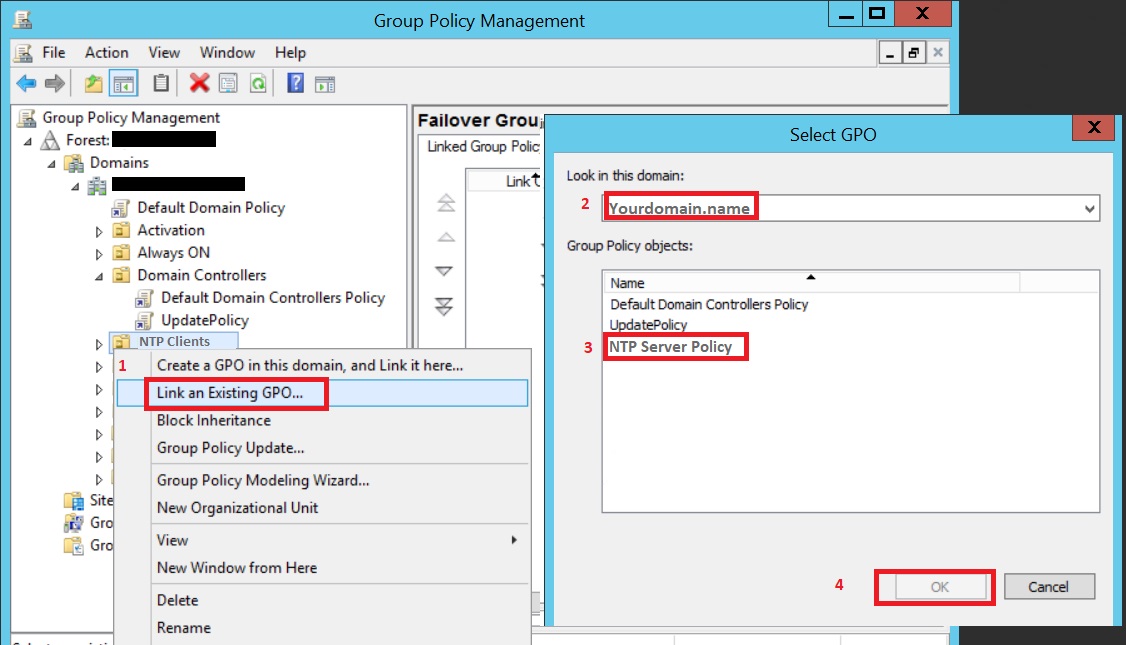 Group Policy Management
File Action View Window Help
Group Policy Management
Forest:
Domains
Default Domain Policy
Activation
Always ON
Domain Controllers
Default Domain Controllers Policy
UpdatePolicy
NTP Clients
1
Create a GPO in this domain, and Link it here...
Link an Existing GPO...
Block Inheritance
Group Policy Update...
Group Policy Modeling Wizard...
New Organizational Unit
View
New Window from Here
Delete
Rename
Site
Gro
Gro
Failover Grou
Linked Group Polic
Link
Select GPO
Look in this domain:
2 Yourdomain.name
Group Policy objects:
Name
Default Domain Controllers Policy
UpdatePolicy
3 NTP Server Policy
4 OK Cancel